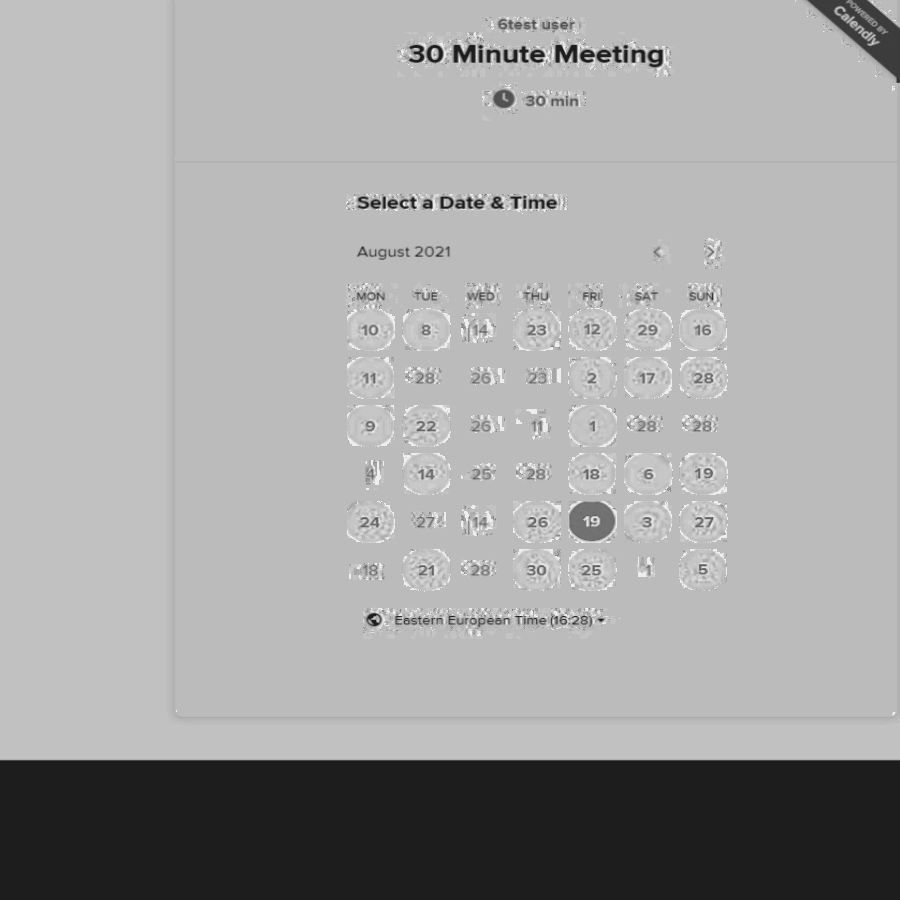 6test user
POWERED BY
Calendly
30 Minute Meeting
30 min
Select a Date & Time
August 2021
MON TUE WED THU FRI SAT SUN
10 8 14 23 12 29 16
11 28 26 23 2 17 28
9 22 26 11 1 28 28
4 14 25 28 18 6 19
24 27 14 26 19 3 27
18 21 28 30 25 1 5
Eastern European Time (16:28)